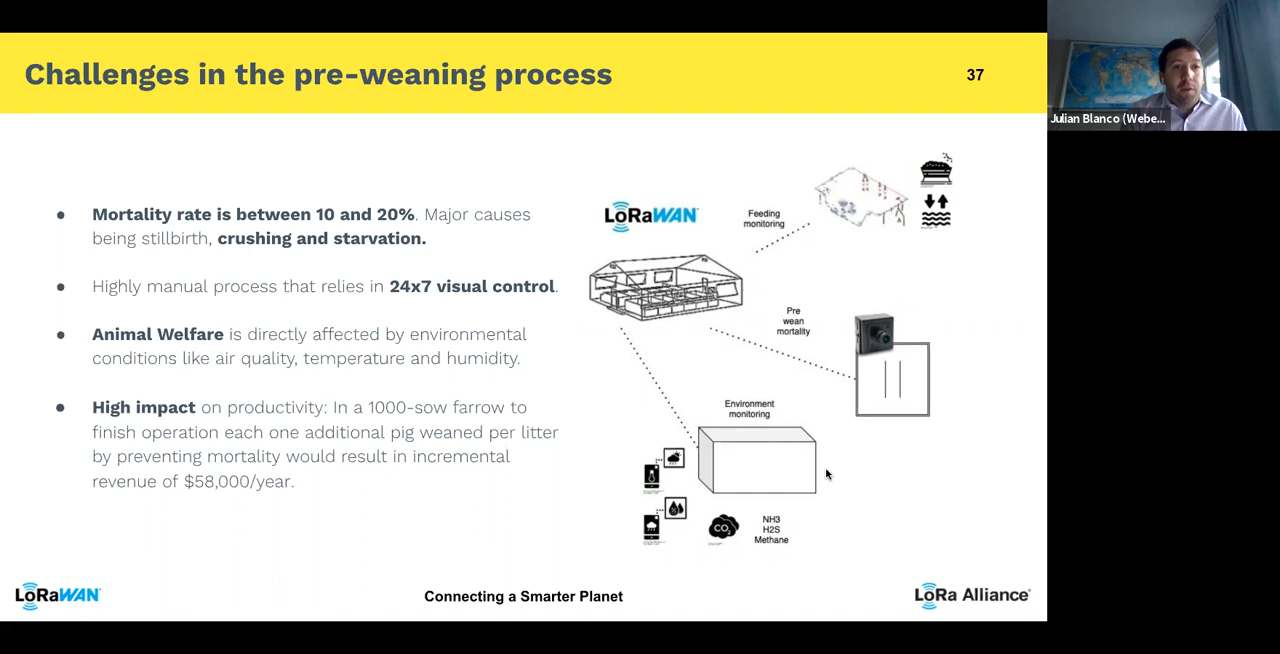 Challenges in the pre-weaning process
37
Julian Blanco (Webe...
● Mortality rate is between 10 and 20%. Major causes
being stillbirth, crushing and starvation.
● Highly manual process that relies in 24x7 visual control.
● Animal Welfare is directly affected by environmental
conditions like air quality, temperature and humidity.
● High impact on productivity: In a 1000-sow farrow to
finish operation each one additional pig weaned per litter
by preventing mortality would result in incremental
revenue of $58,000/year.
LoRaWAN
Feeding
monitoring
Pre
wean
mortality
Environment
monitoring
CO2
NH3
H2S
Methane
LoRaWAN
Connecting a Smarter Planet
LoRa Alliance